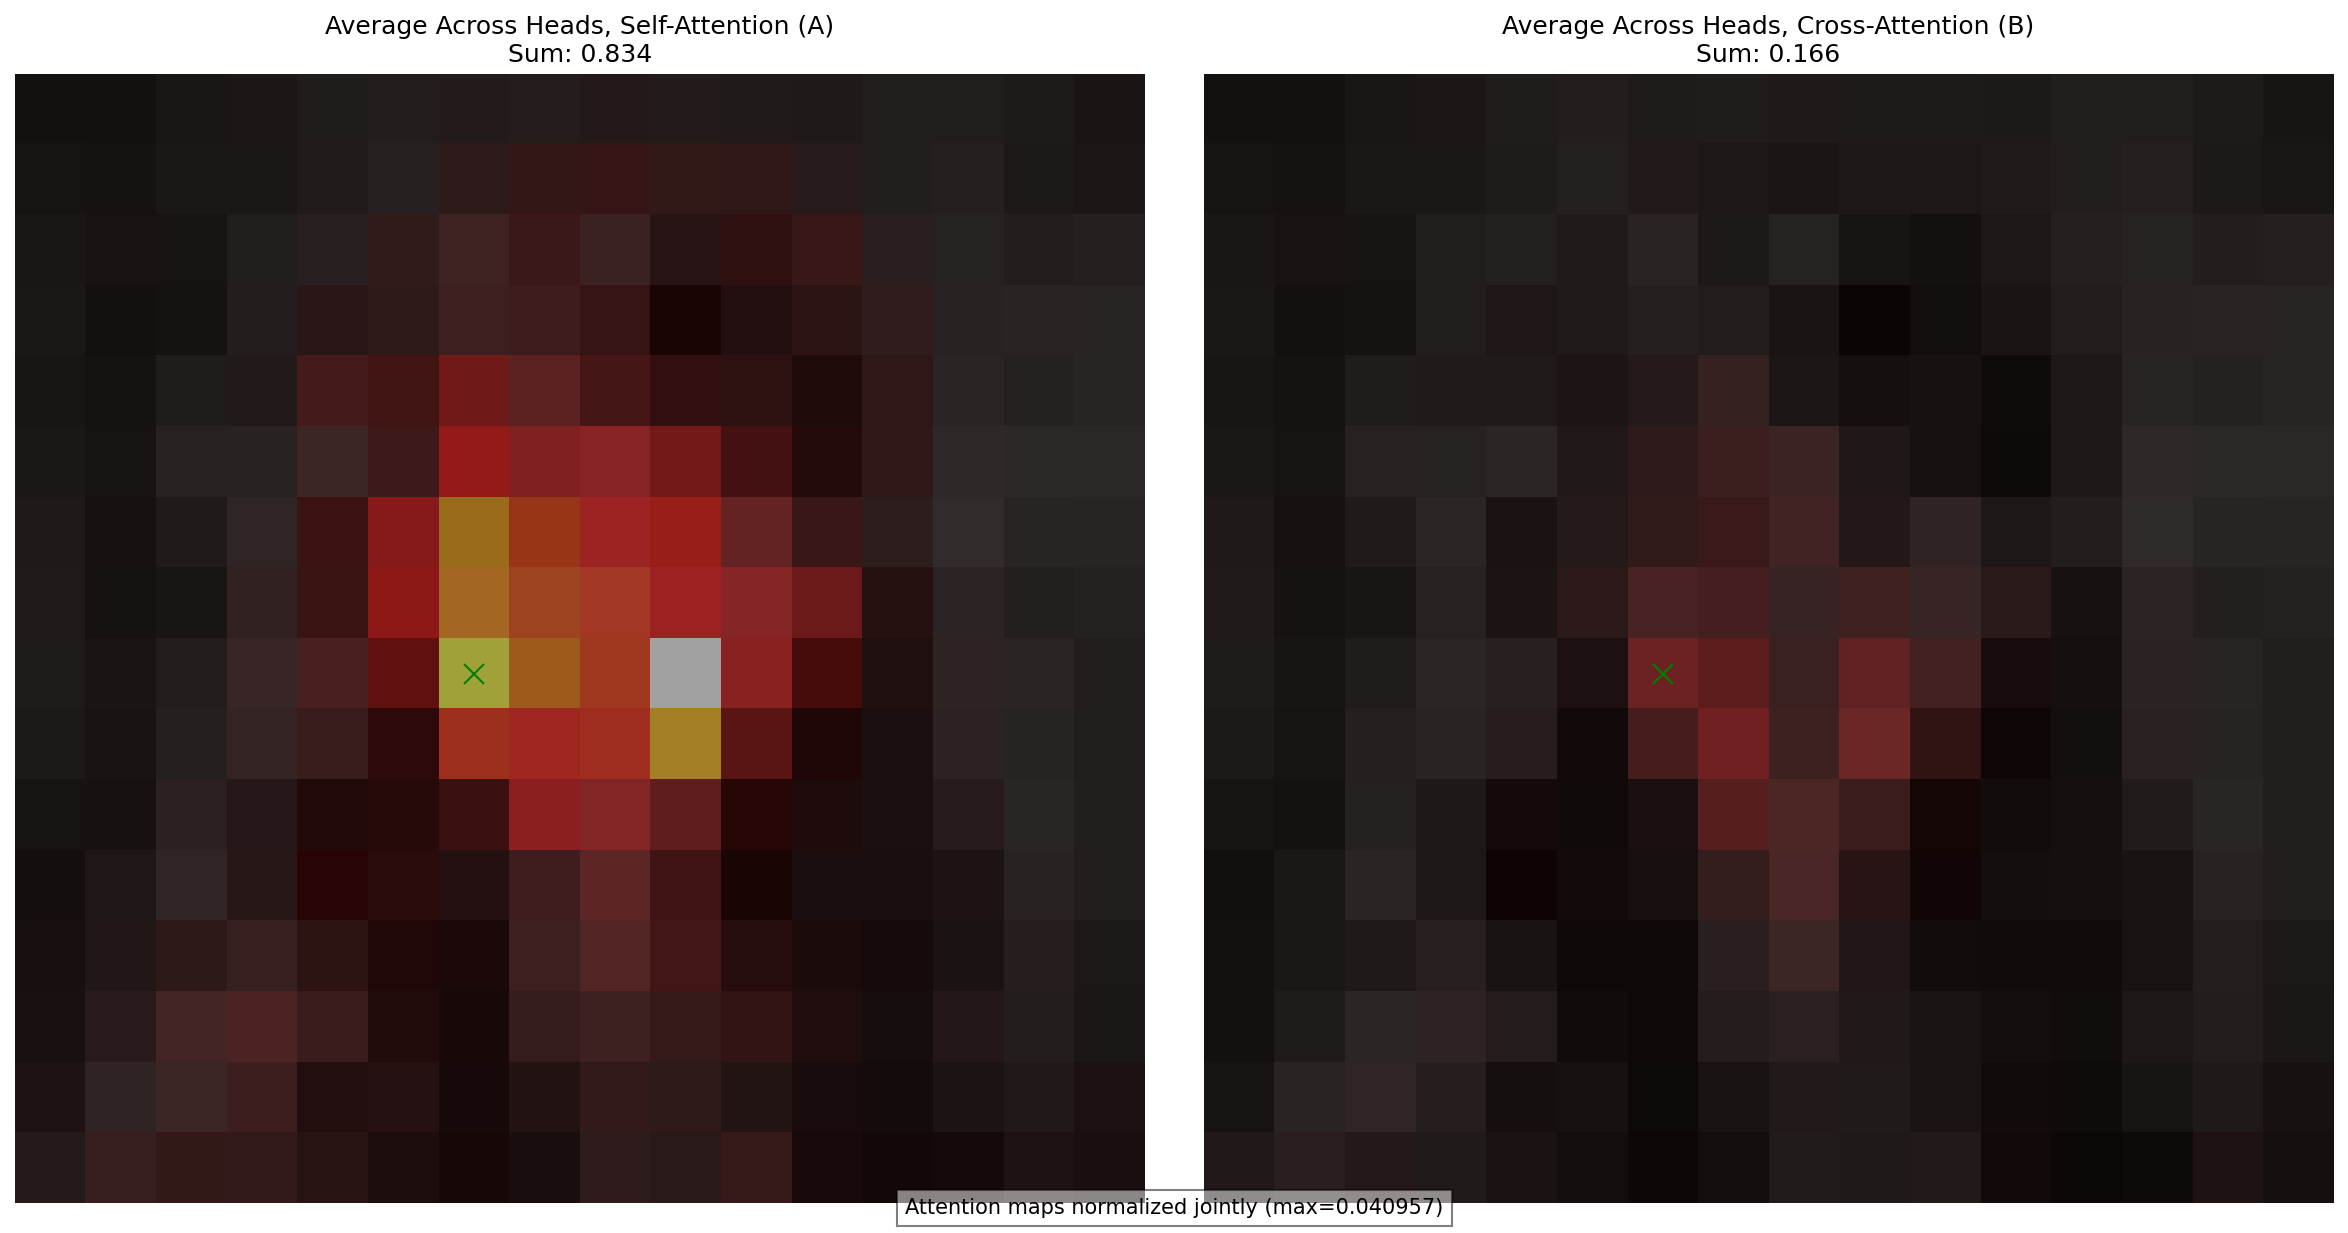 Average Across Heads, Self-Attention (A)
Sum: 0.834
Average Across Heads, Cross-Attention (B)
Sum: 0.166
Attention maps normalized jointly (max=0.040957)